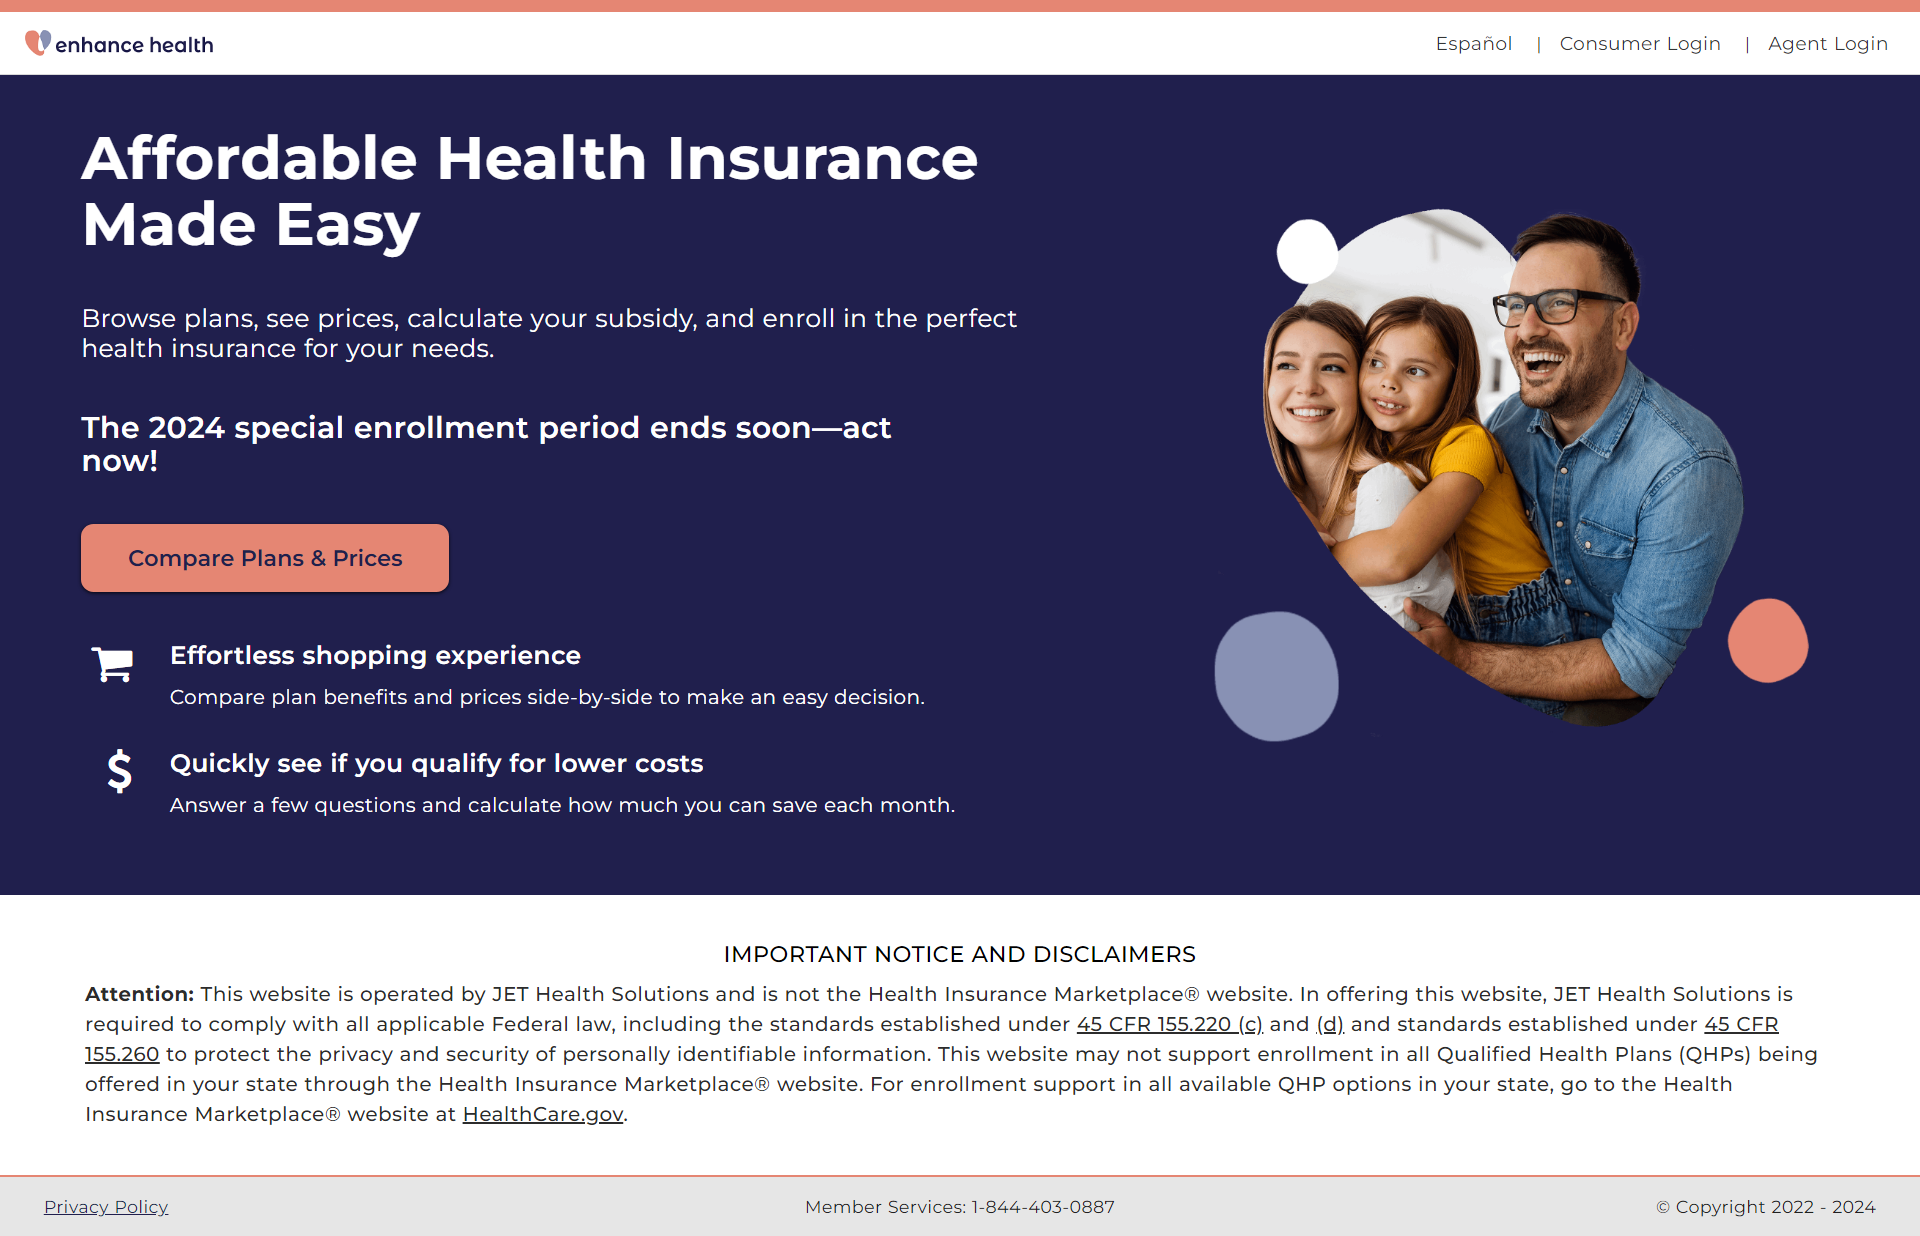 enhance health
Español | Consumer Login | Agent Login
Affordable Health Insurance
Made Easy
Browse plans, see prices, calculate your subsidy, and enroll in the perfect
health insurance for your needs.
The 2024 special enrollment period ends soon—act
now!
Compare Plans & Prices
Effortless shopping experience
Compare plan benefits and prices side-by-side to make an easy decision.
$ Quickly see if you qualify for lower costs
Answer a few questions and calculate how much you can save each month.
IMPORTANT NOTICE AND DISCLAIMERS
Attention: This website is operated by JET Health Solutions and is not the Health Insurance Marketplace® website. In offering this website, JET Health Solutions is
required to comply with all applicable Federal law, including the standards established under 45 CFR 155.220 (c) and (d) and standards established under 45 CFR
155.260 to protect the privacy and security of personally identifiable information. This website may not support enrollment in all Qualified Health Plans (QHPs) being
offered in your state through the Health Insurance Marketplace® website. For enrollment support in all available QHP options in your state, go to the Health
Insurance Marketplace® website at HealthCare.gov.
Privacy Policy
Member Services: 1-844-403-0887
© Copyright 2022 - 2024